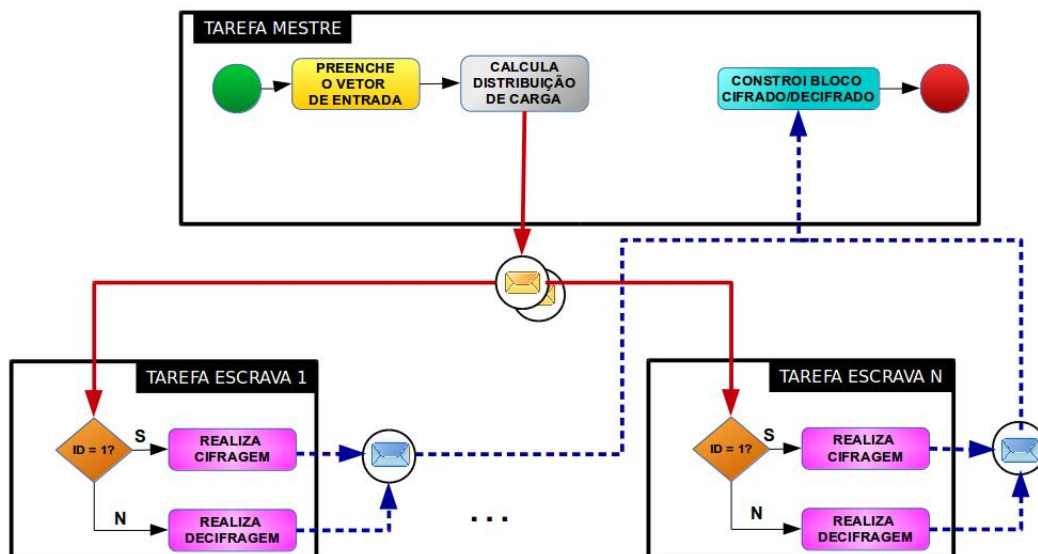 TAREFA MESTRE
PREENCHE
O VETOR
DE ENTRADA
CALCULA
DISTRIBUIÇÃO
DE CARGA
CONSTROI BLOCO
CIFRADO/DECIFRADO
TAREFA ESCRAVA 1
ID = 1?
S
REALIZA
CIFRAGEM
N
REALIZA
DECIFRAGEM
...
TAREFA ESCRAVA N
ID = 1?
S
REALIZA
CIFRAGEM
N
REALIZA
DECIFRAGEM